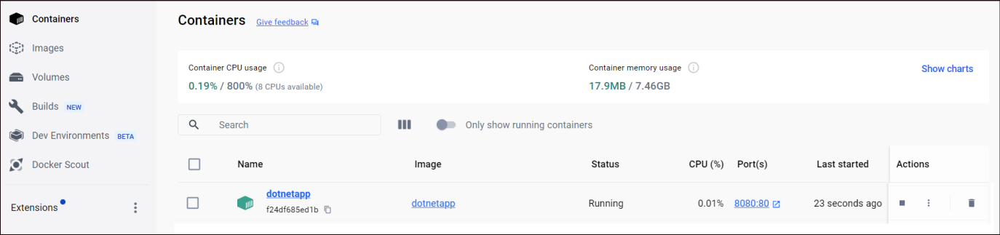 Containers
Images
Volumes
Builds NEW
Dev Environments BETA
Docker Scout
Extensions
Containers Give feedback
Container CPU usage
0.19% / 800% (8 CPUs available)
Container memory usage
17.9MB / 7.46GB
Show charts
Search
Only show running containers
Name Image Status CPU (%) Port(s) Last started Actions
dotnetapp
f24df685ed1b
dotnetapp Running 0.01% 8080:80 23 seconds ago